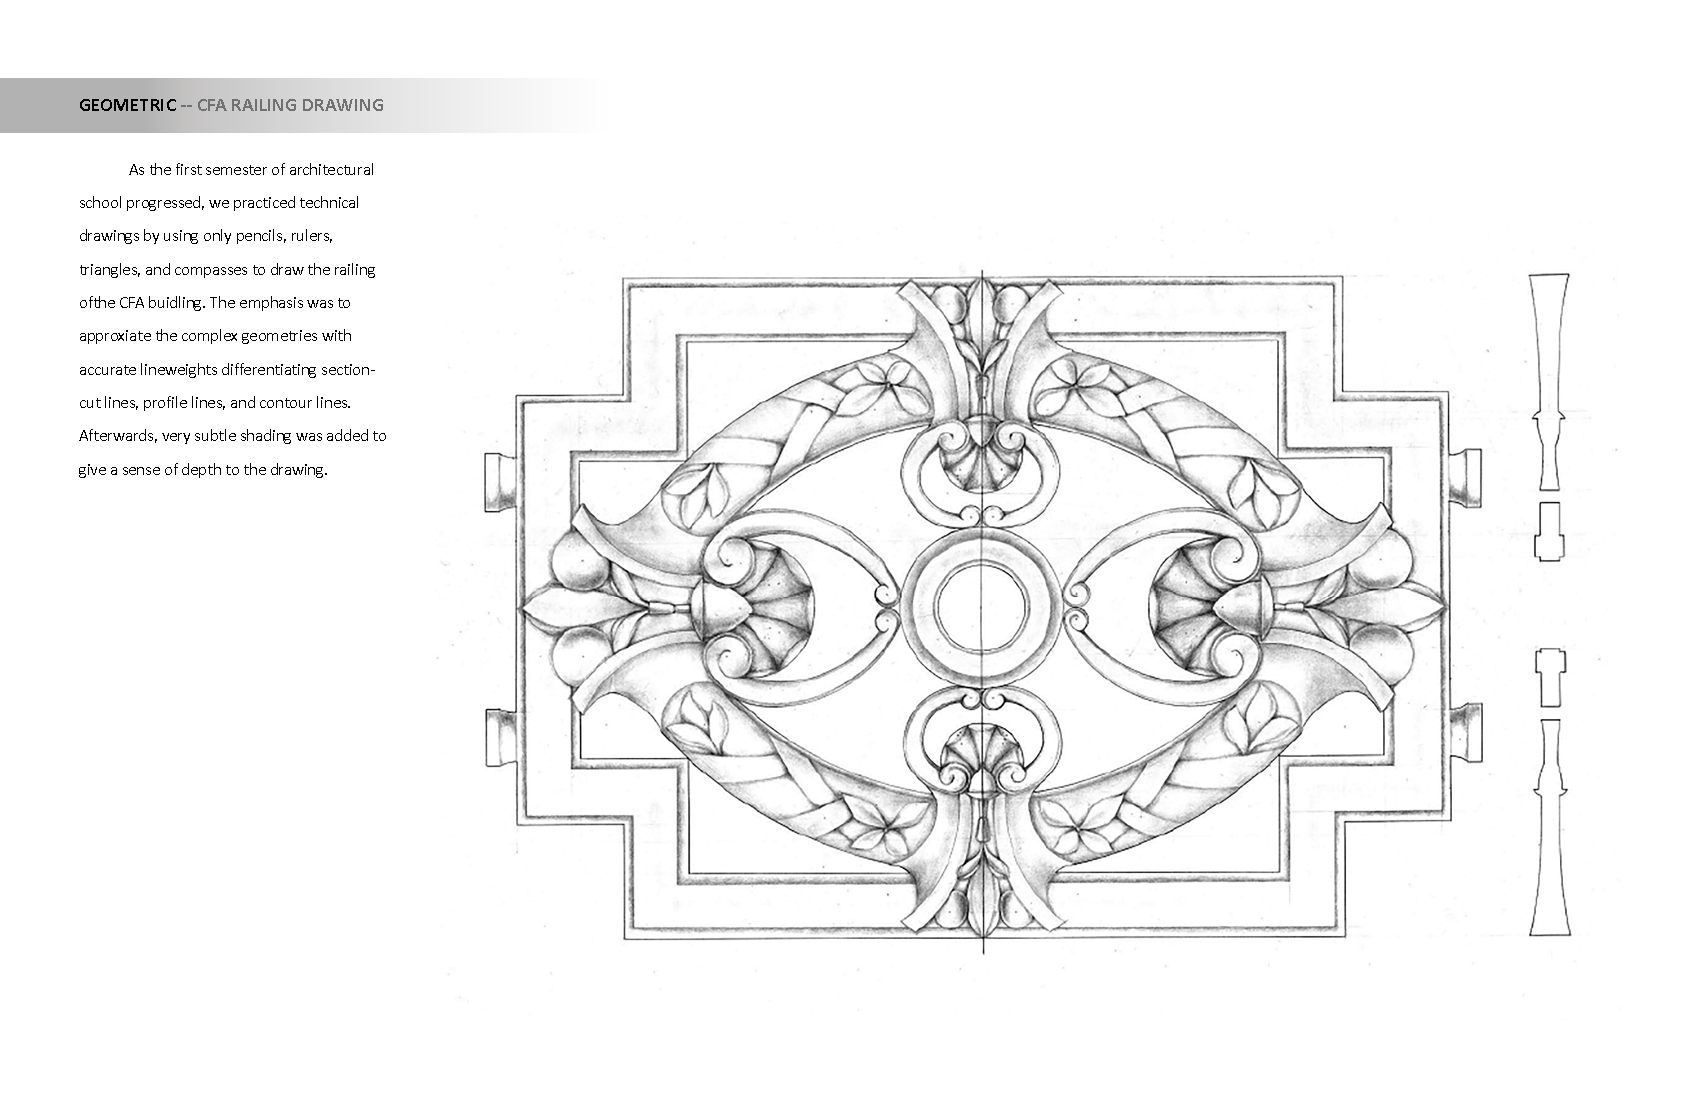 GEOMETRIC -- CFA RAILING DRAWING
As the first semester of architectural
school progressed, we practiced technical
drawings by using only pencils, rulers,
triangles, and compasses to draw the railing
ofthe CFA buidling. The emphasis was to
approxiate the complex geometries with
accurate lineweights differentiating section-
cut lines, profile lines, and contour lines.
Afterwards, very subtle shading was added to
give a sense of depth to the drawing.